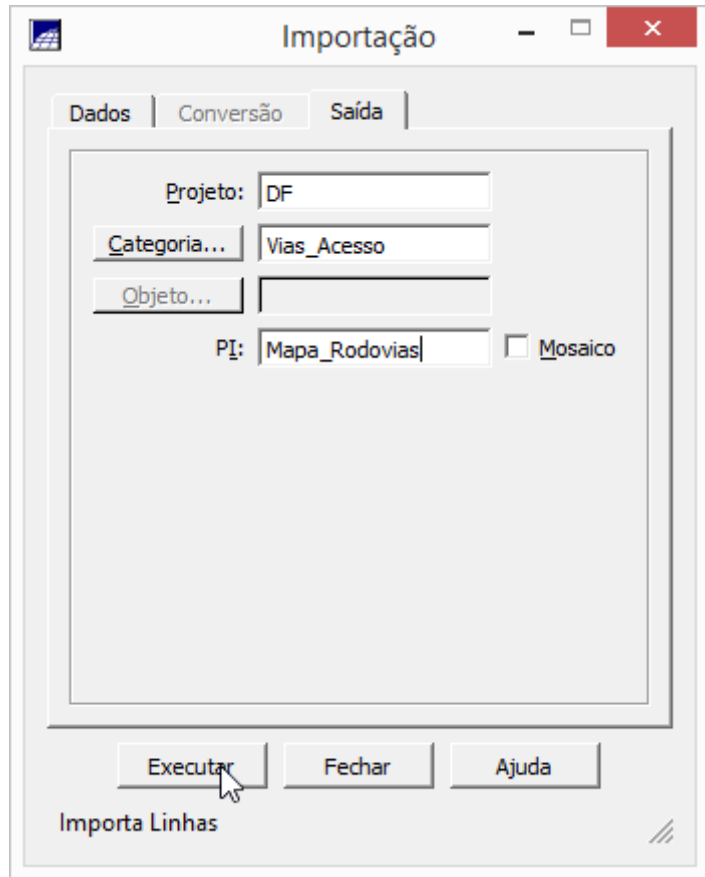 Importação
Dados Conversão Saída
Projeto: DF
Categoria... Vias_Acesso
Objeto...
PI: Mapa_Rodovias Mosaico
Executar Fechar Ajuda
Importa Linhas